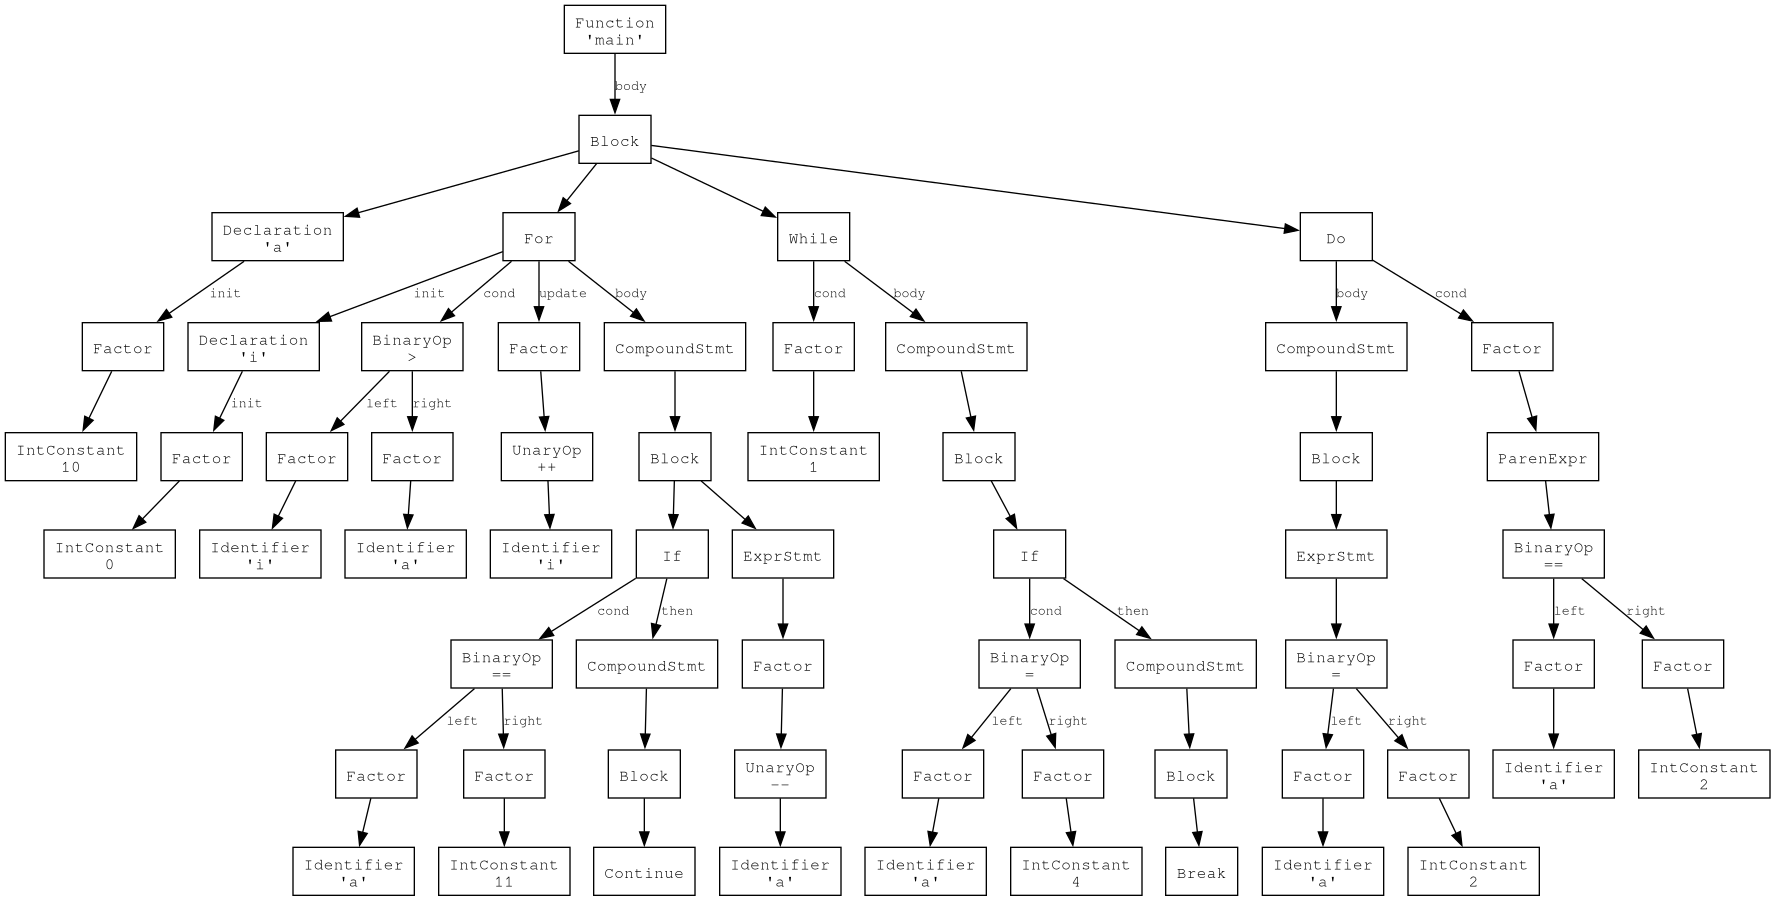 Function
'main'
body
Block
Declaration
'a'
For
While
Do
init
init
cond
update
body
cond
body
body
cond
Factor
Declaration
'i'
BinaryOp
>
Factor
CompoundStmt
Factor
CompoundStmt
CompoundStmt
Factor
init
left
right
IntConstant
10
Factor
Factor
Factor
UnaryOp
++
Block
IntConstant
1
Block
Block
ParenExpr
IntConstant
0
Identifier
'i'
Identifier
'a'
Identifier
'i'
If
ExprStmt
If
ExprStmt
BinaryOp
==
cond
then
cond
then
left
right
BinaryOp
==
CompoundStmt
Factor
BinaryOp
=
CompoundStmt
BinaryOp
=
Factor
Factor
left
right
left
right
left
right
Factor
Factor
Block
UnaryOp
--
Factor
Factor
Block
Factor
Factor
Identifier
'a'
IntConstant
2
Identifier
'a'
IntConstant
11
Continue
Identifier
'a'
Identifier
'a'
IntConstant
4
Break
Identifier
'a'
IntConstant
2